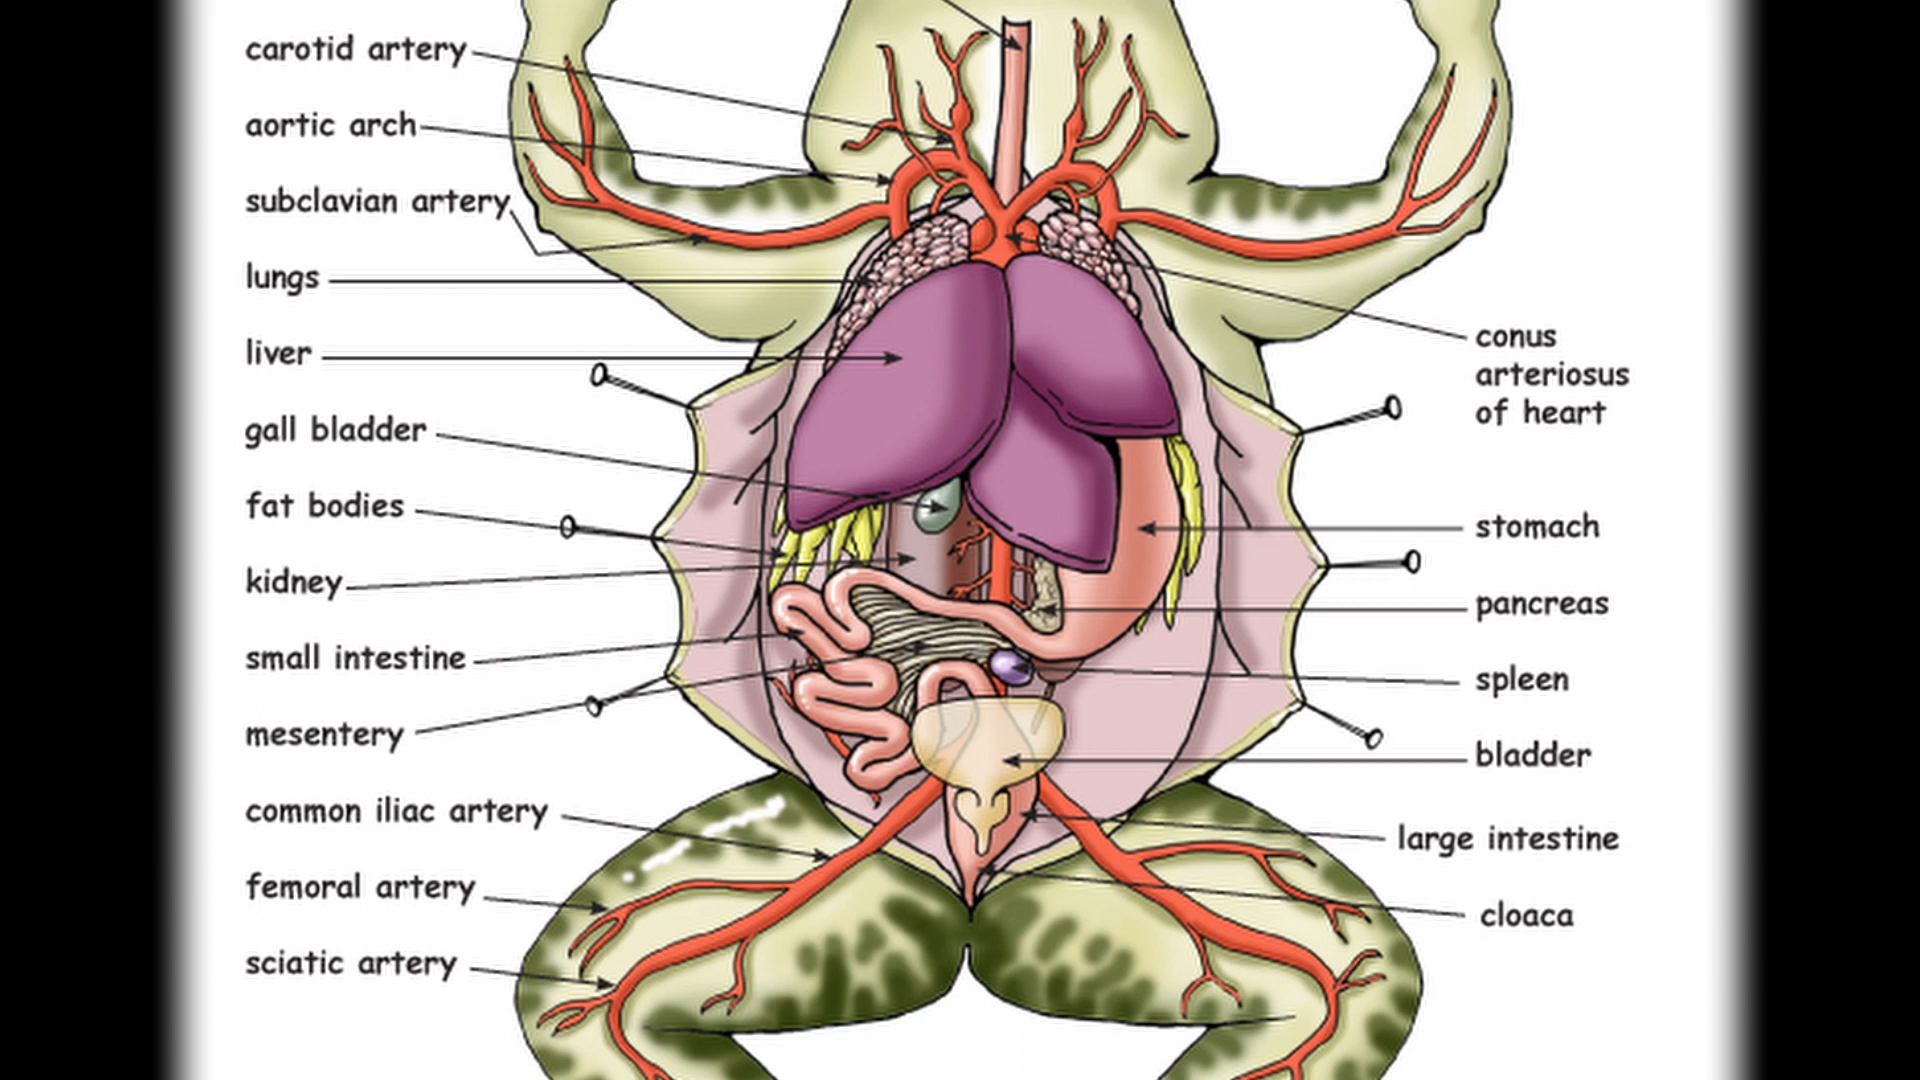 carotid artery
aortic arch
subclavian artery
lungs
liver
gall bladder
fat bodies
kidney
small intestine
mesentery
common iliac artery
femoral artery
sciatic artery
conus
arteriosus
of heart
stomach
pancreas
spleen
bladder
large intestine
cloaca